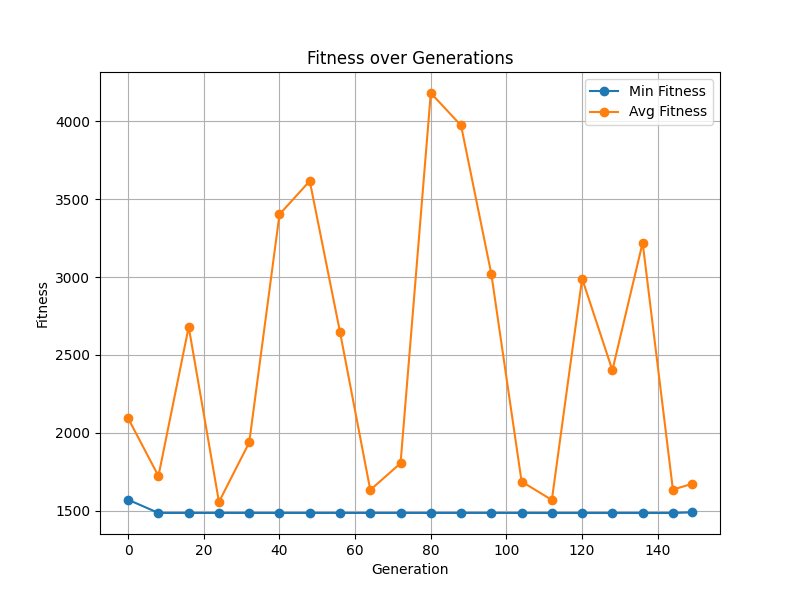 Fitness over Generations
Min Fitness
Avg Fitness
4000
3500
3000
2500
2000
1500
Fitness
0 20 40 60 80 100 120 140
Generation